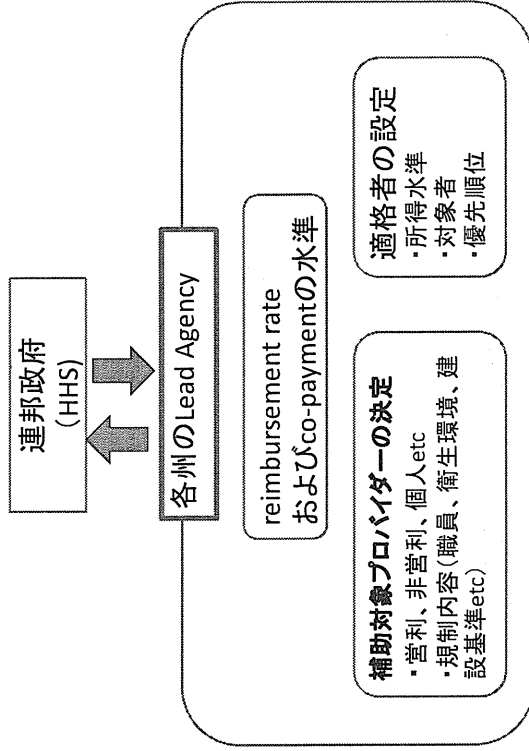 連邦政府
(HHS)
各州のLead Agency
reimbursement rate
およびco-paymentの水準
補助対象プロバイダーの決定
・営利、非営利、個人etc
・規制内容(職員、衛生環境、建
設基準etc)
適格者の設定
・所得水準
・対象者
・優先順位